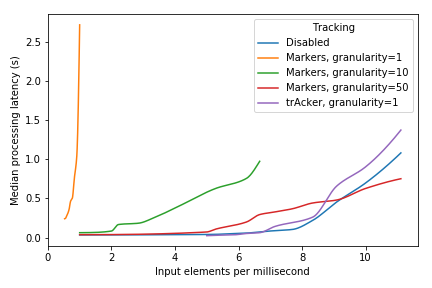 Tracking
Disabled
Markers, granularity=1
Markers, granularity=10
Markers, granularity=50
trAcker, granularity=1
Median processing latency (s)
2.5
2.0
1.5
1.0
0.5
0.0
0 2 4 6 8 10
Input elements per millisecond